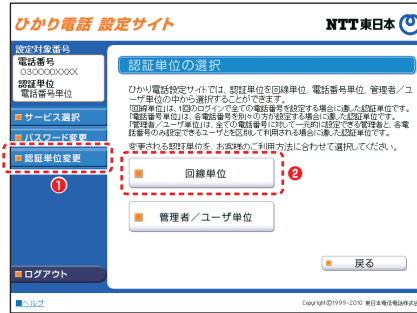 ひかり電話 設定サイト
NTT東日本
設定対象番号
電話番号
030000XXXX
認証単位
電話番号単位
サービス選択
パスワード変更
認証単位変更
❶
ログアウト
ヘルプ
認証単位の選択
ひかり電話設定サイトでは、認証単位を回線単位、電話番号単位、管理者／ユ
ーザ単位の中から選択することができます。
「回線単位」は、1回のログインで全ての電話番号を設定する場合に適した認証単位です。
「電話番号単位」は、各電話番号を別々の方が設定する場合に適した認証単位です。
「管理者／ユーザ単位」は、全ての電話番号に対して一元的に設定できる管理者と、各電
話番号のみ設定できるユーザとを区別して利用される場合に適した認証単位です。
変更される認証単位を、お客様のご利用方法に合わせて選択してください。
回線単位
❷
管理者／ユーザ単位
戻る
Copyright©1999-2010 東日本電信電話株式会